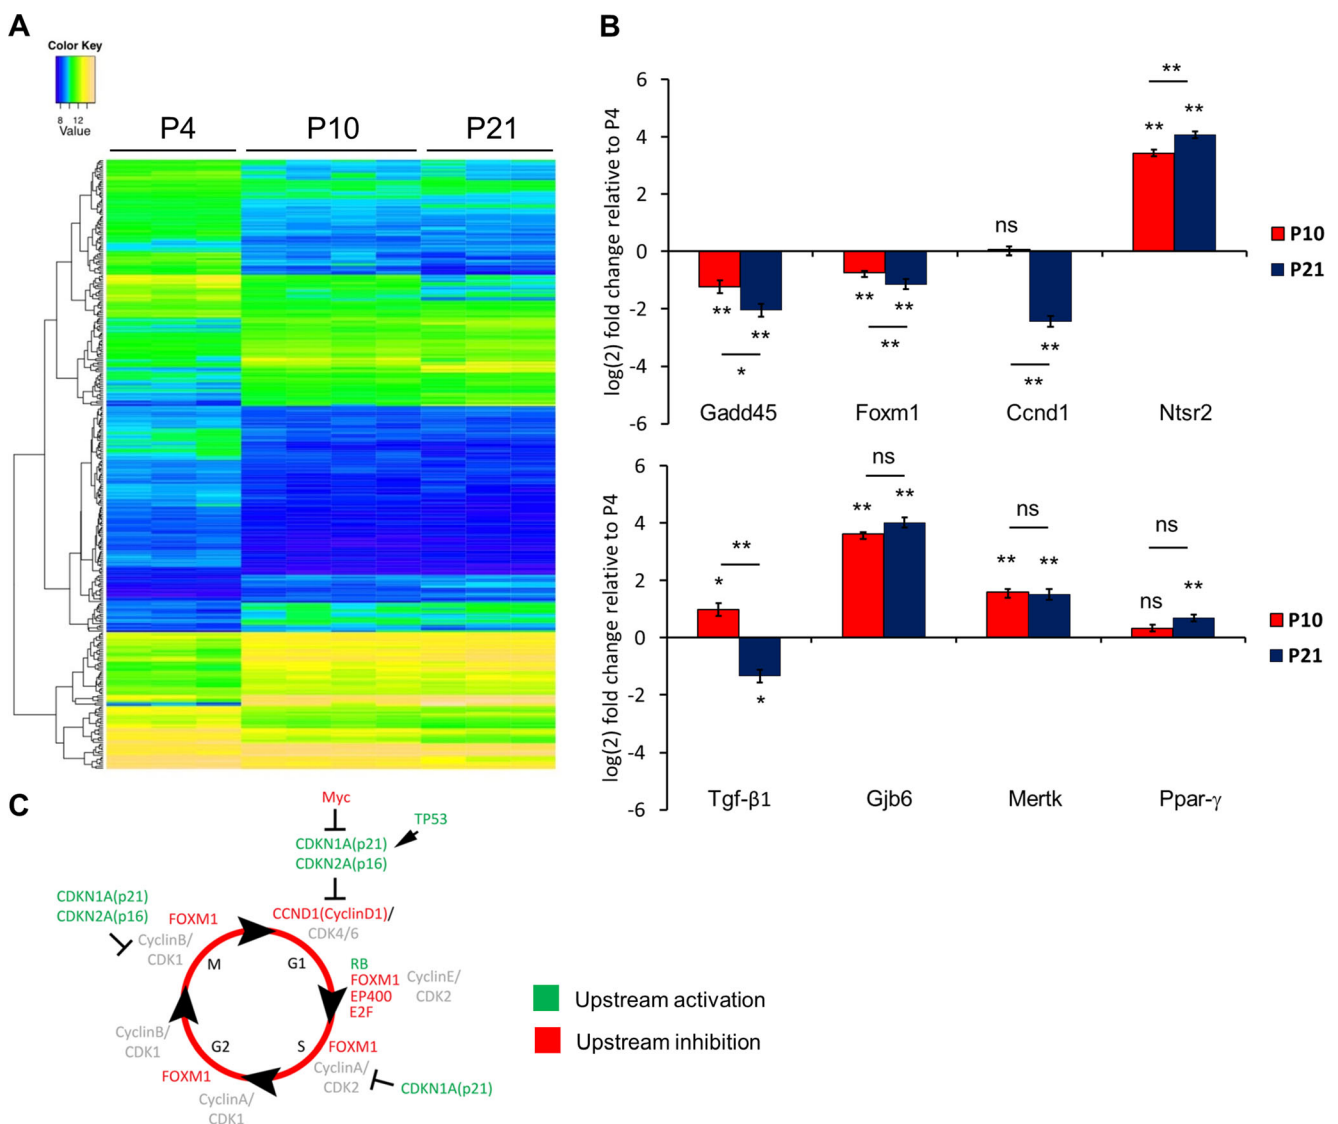 A
Color Key
8 12
Value
P4 P10 P21
B
log(2) fold change relative to P4
6
4
2
0
-2
-4
-6
** ** * **
** ** ** **
ns ** **
** ** **
Gadd45 Foxm1 Ccnd1 Ntsr2
P10
P21
log(2) fold change relative to P4
6
4
2
0
-2
-4
-6
* ** *
** ns **
** ns **
ns ns **
Tgf-β1 Gjb6 Mertk Ppar-γ
P10
P21
C
Myc
TP53
CDKN1A(p21)
CDKN2A(p16)
CDKN1A(p21)
CDKN2A(p16)
FOXM1
CCND1(CyclinD1)/
CDK4/6
CyclinB/
CDK1
M
G1
RB
FOXM1
EP400
E2F
CyclinE/
CDK2
CyclinB/
CDK1
G2
S
FOXM1
CyclinA/
CDK2
CDKN1A(p21)
FOXM1
CyclinA/
CDK1
Upstream activation
Upstream inhibition